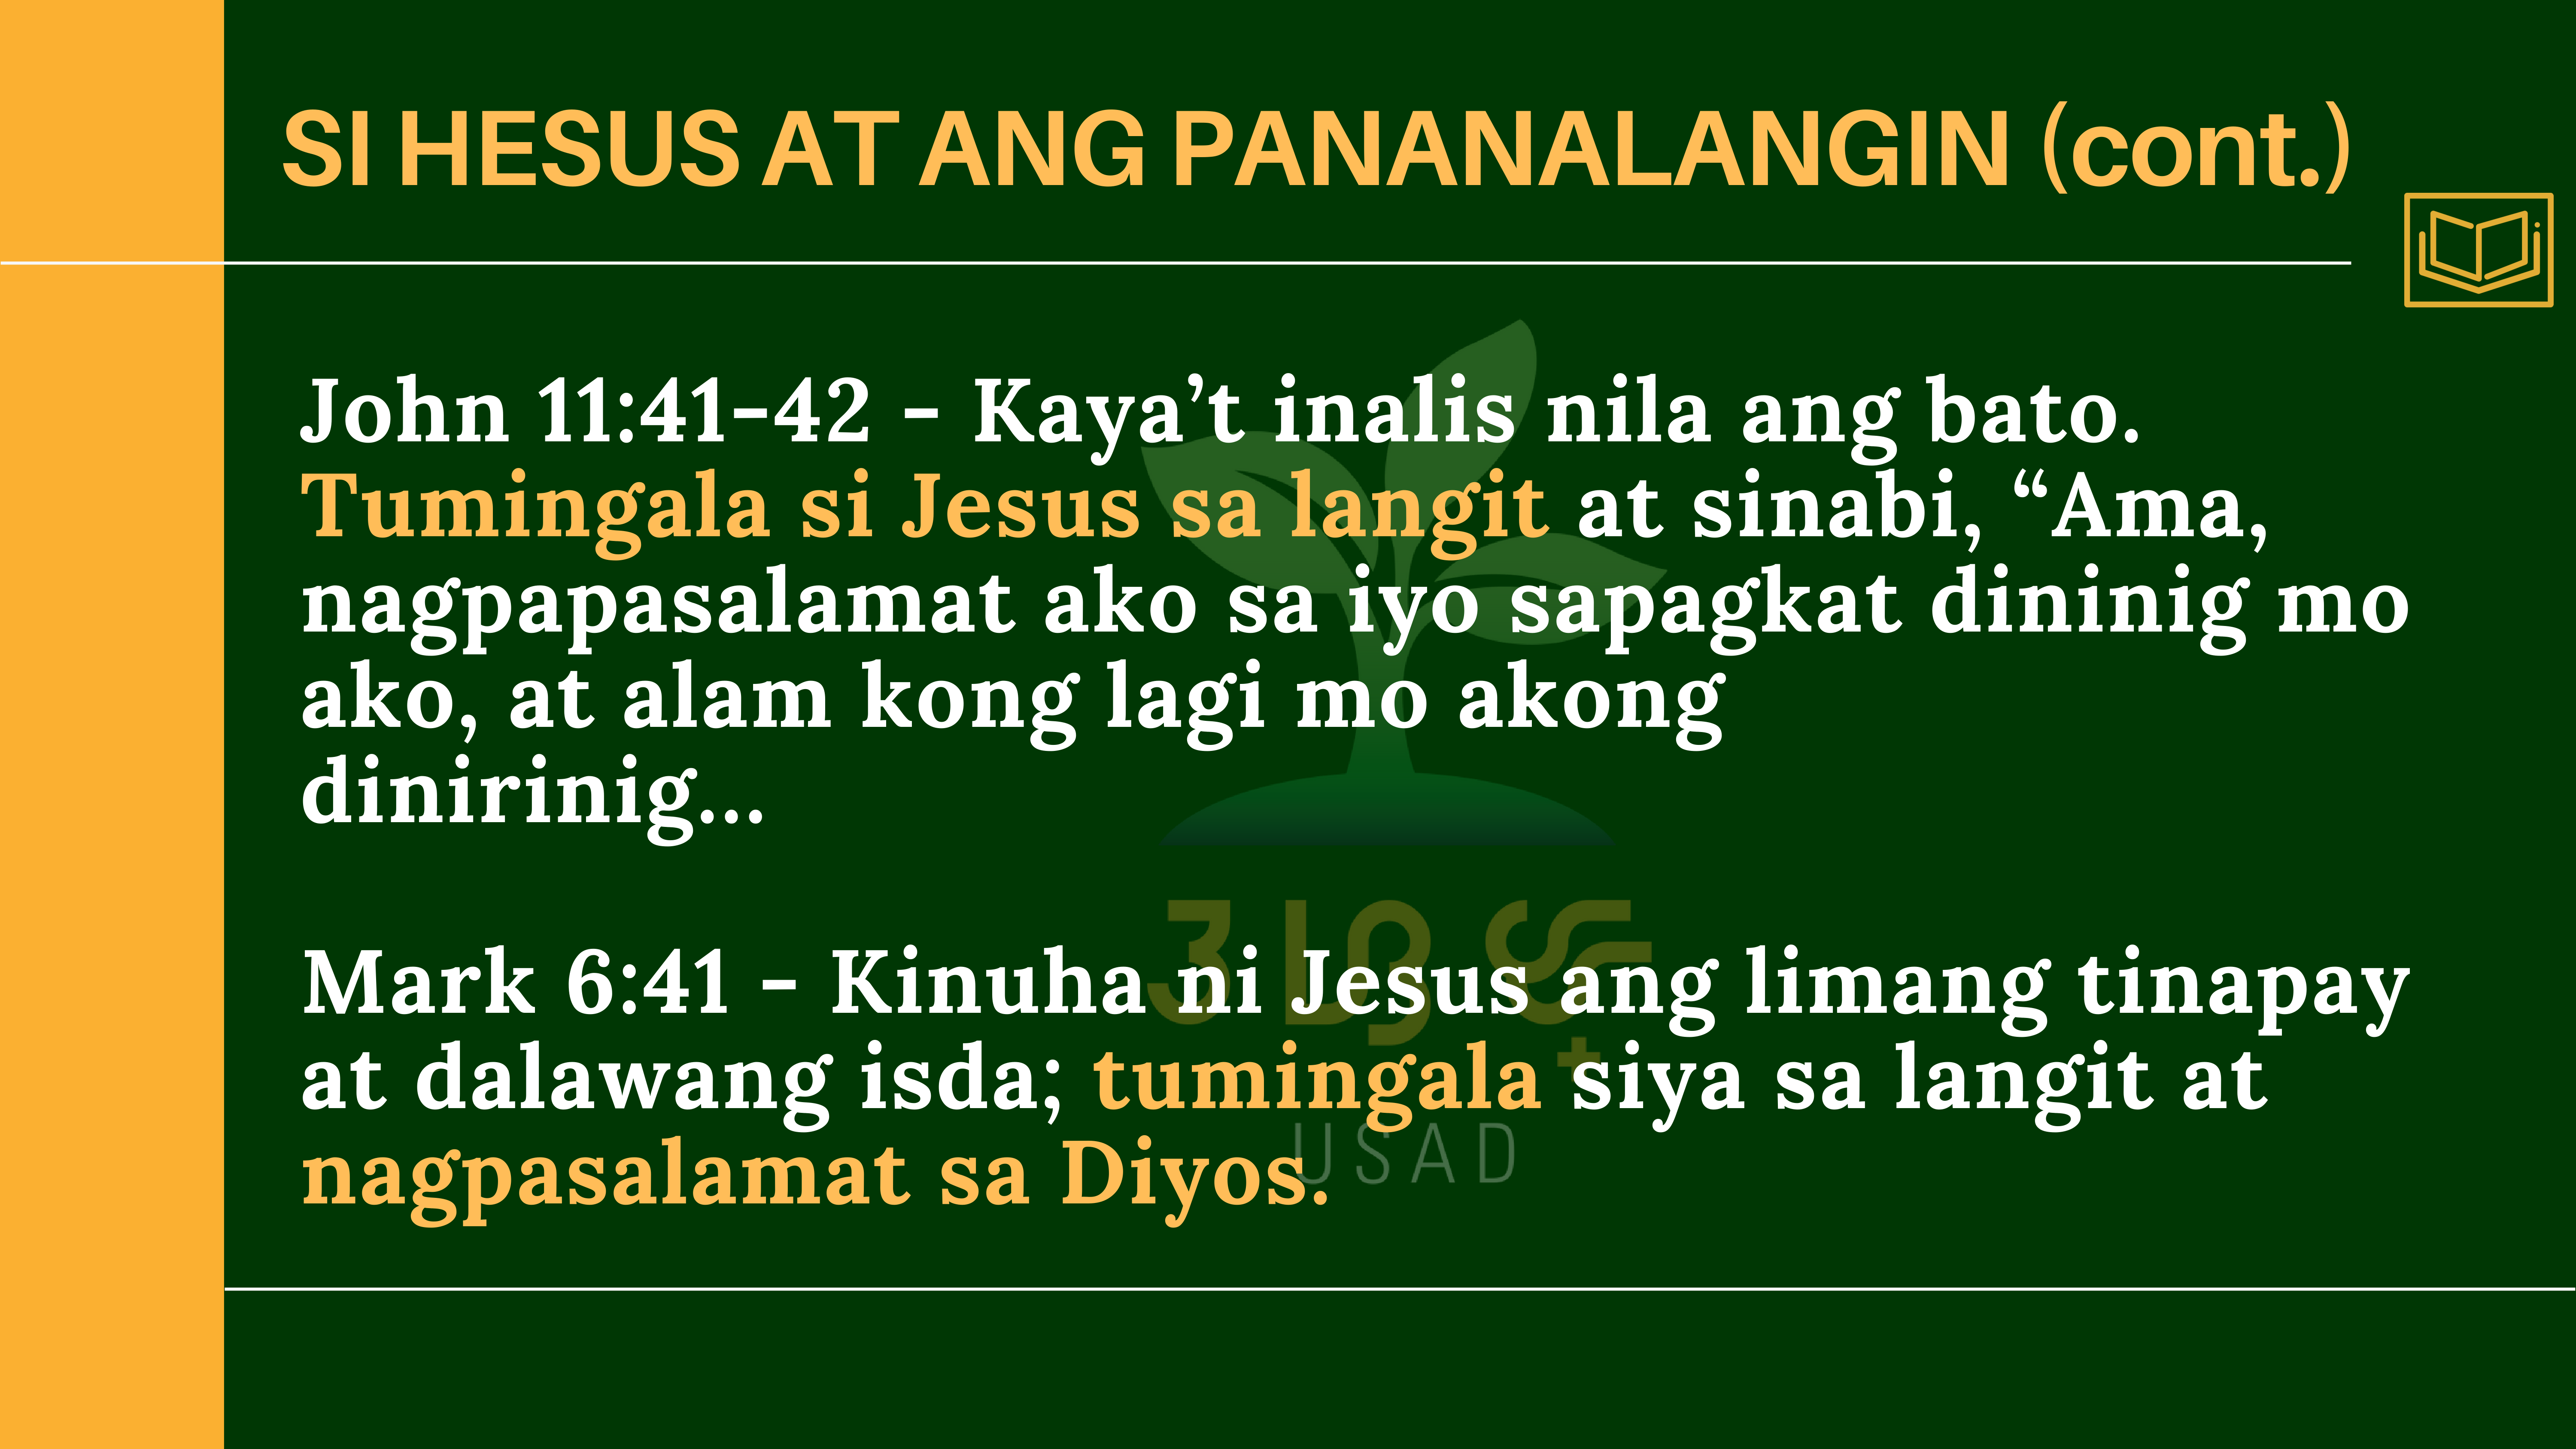 SI HESUS AT ANG PANANALANGIN (cont.)
John 11:41-42 - Kaya’t inalis nila ang bato.
Tumingala si Jesus sa langit at sinabi, “Ama,
nagpapasalamat ako sa iyo sapagkat dininig mo
ako, at alam kong lagi mo akong
dinirinig...
Mark 6:41 - Kinuha ni Jesus ang limang tinapay
at dalawang isda; tumingala siya sa langit at
nagpasalamat sa Diyos.
USAD